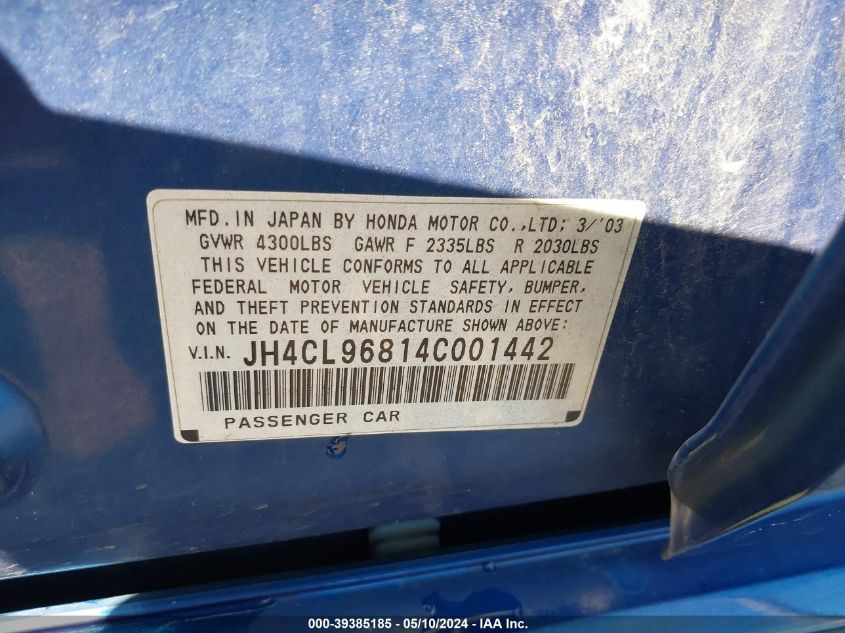 MFD.IN JAPAN BY HONDA MOTOR CO.,LTD; 3/'03
GVWR 4300LBS GAWR F 2335LBS R 2030LBS
THIS VEHICLE CONFORMS TO ALL APPLICABLE
FEDERAL MOTOR VEHICLE SAFETY, BUMPER,
AND THEFT PREVENTION STANDARDS IN EFFECT
ON THE DATE OF MANUFACTURE SHOWN ABOVE:
V.I.N. JH4CL96814C001442
PASSENGER CAR
000-39385185 - 05/10/2024 - IAA, Inc.